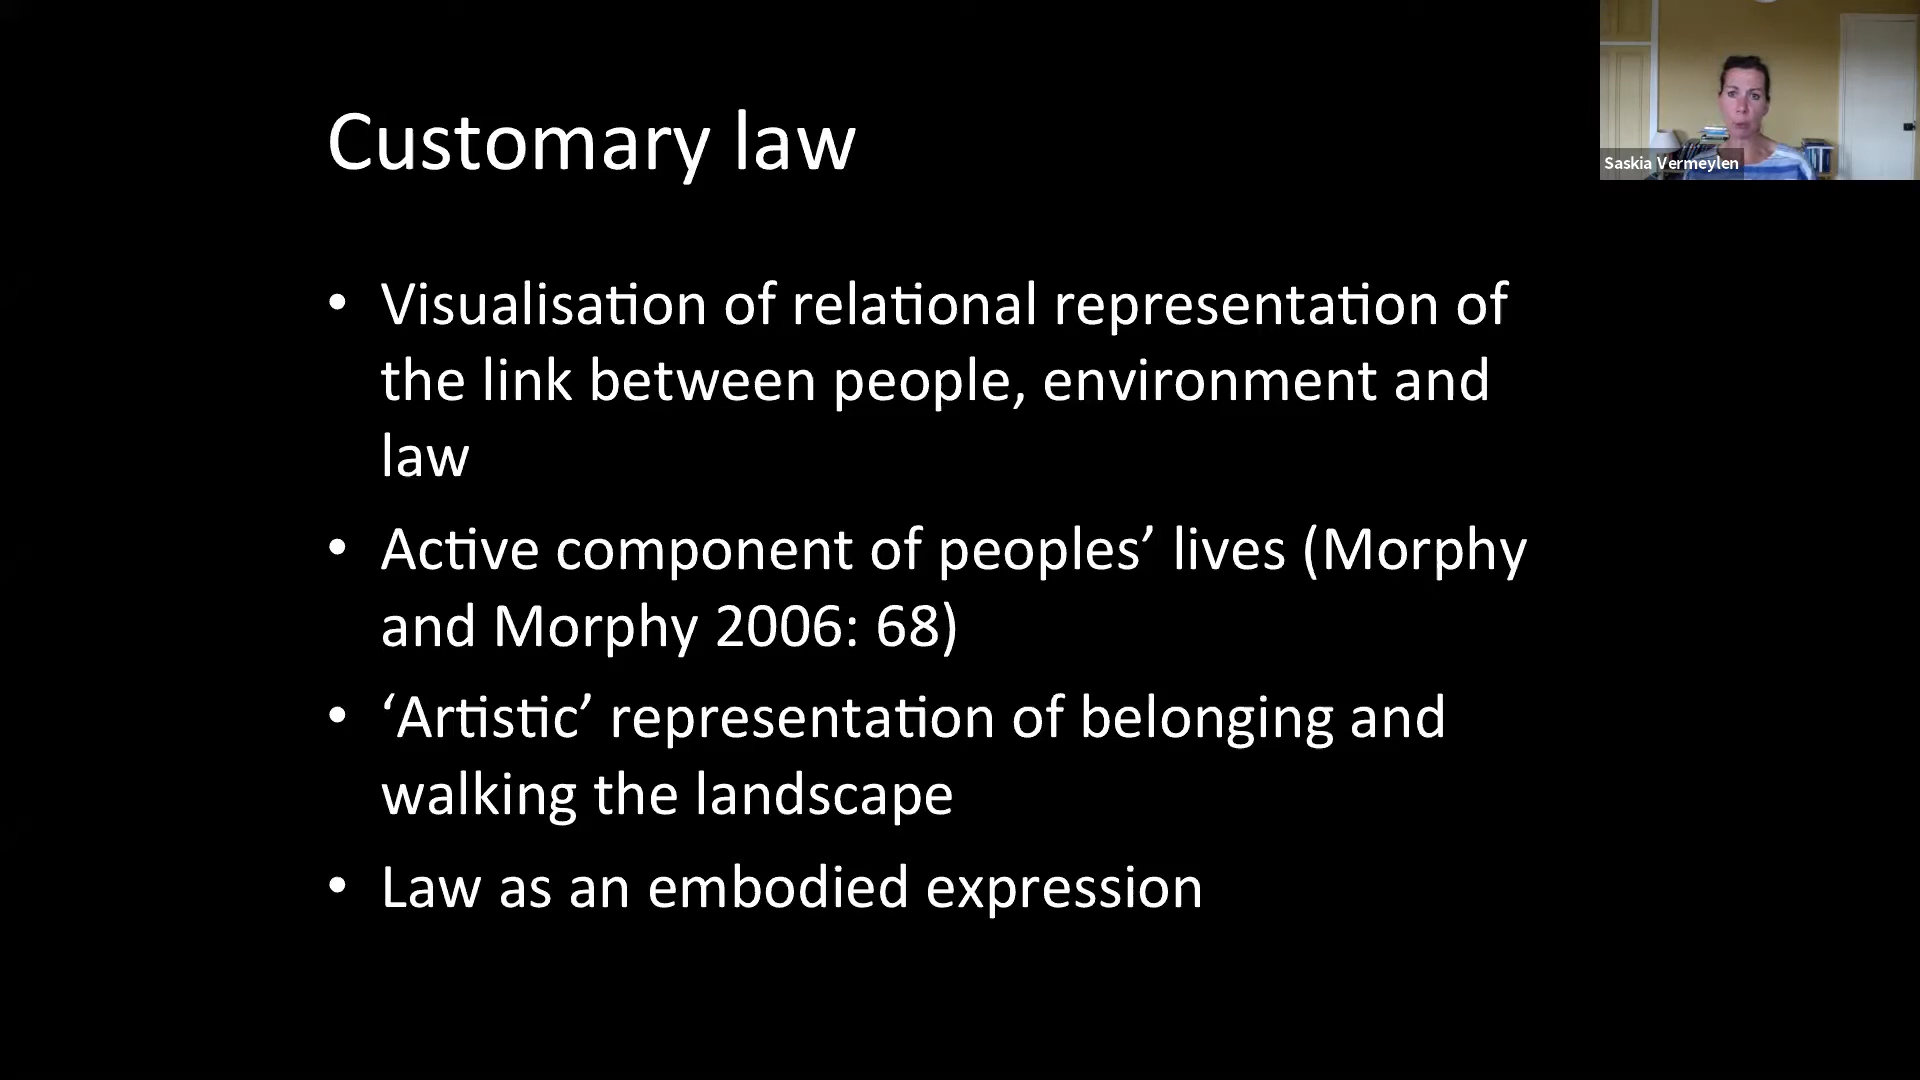 Customary law
Saskia Vermeylen
• Visualisation of relational representation of
the link between people, environment and
law
• Active component of peoples’ lives (Morphy
and Morphy 2006: 68)
• ‘Artistic’ representation of belonging and
walking the landscape
• Law as an embodied expression